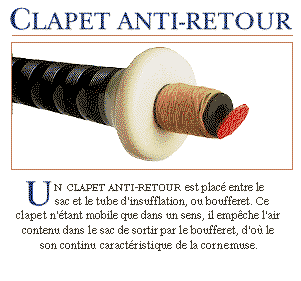 CLAPET ANTI-RETOUR
UN CLAPET ANTI-RETOUR est placé entre le
sac et le tube d'insufflation, ou boufferet. Ce
clapet n'étant mobile que dans un sens, il empêche l'air
contenu dans le sac de sortir par le boufferet, d'où le
son continu caractéristique de la cornemuse.